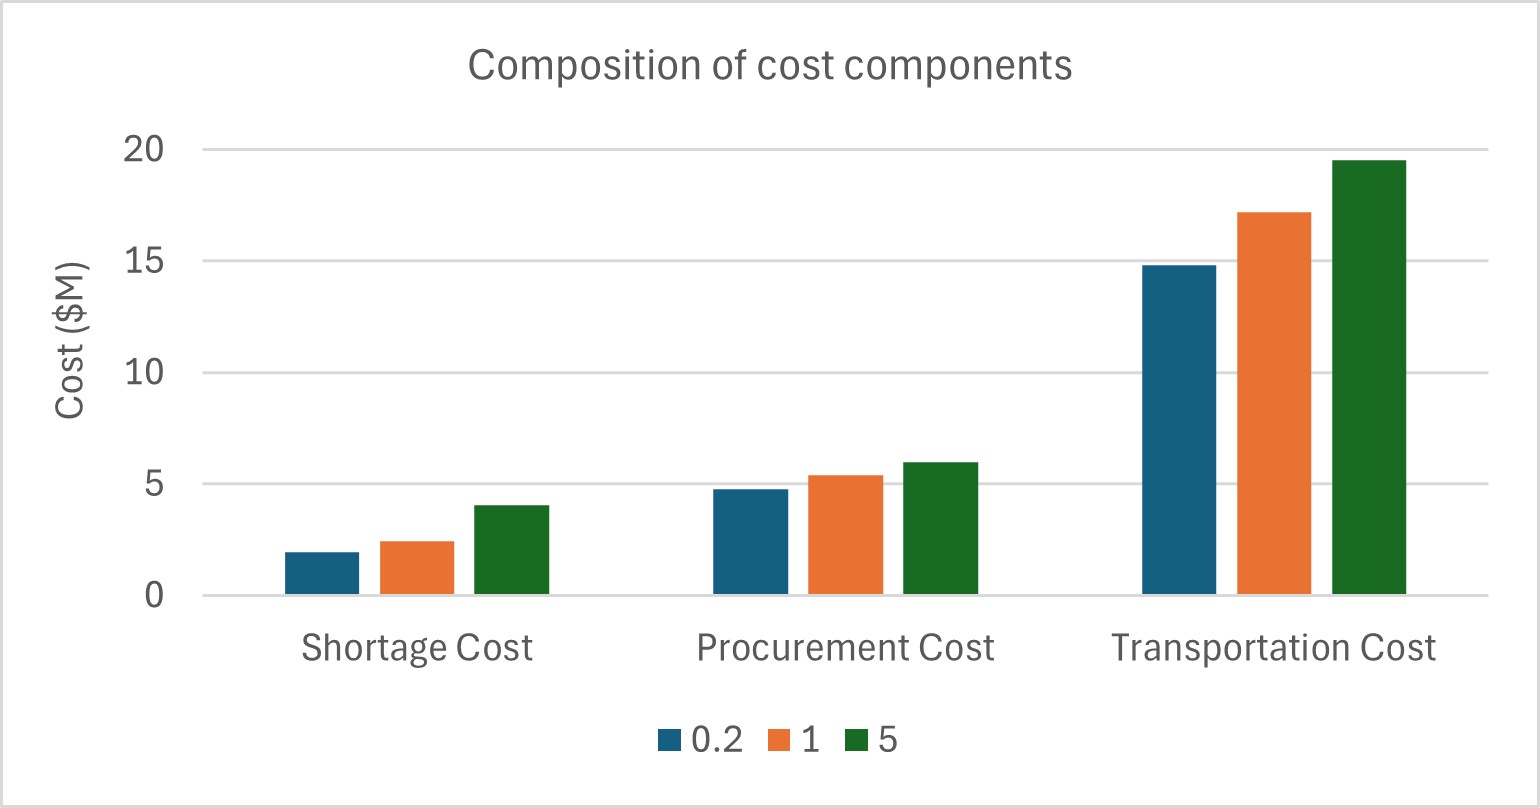 Composition of cost components
Cost ($M)
20
15
10
5
0
Shortage Cost
Procurement Cost
Transportation Cost
0.2 1 5